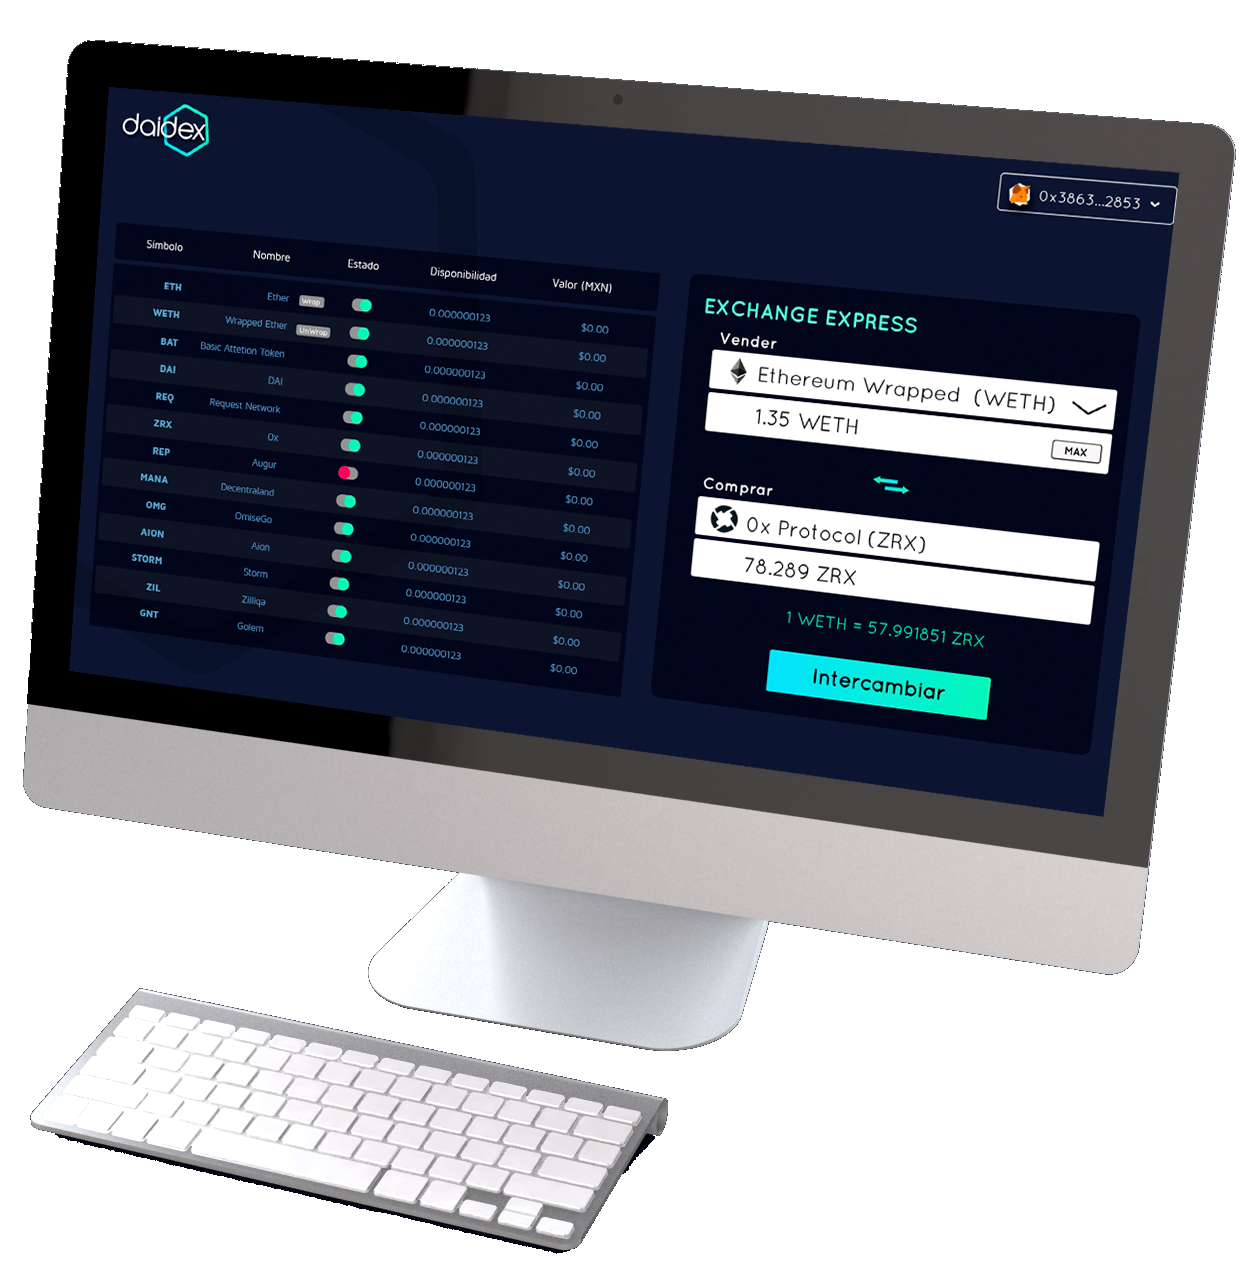 daidex
0x3863...2853
Símbolo Nombre Estado Disponibilidad Valor (MXN)
ETH Ether Wrap 0.000000123 $0.00
WETH Wrapped Ether UnWrap 0.000000123 $0.00
BAT Basic Attetion Token 0.000000123 $0.00
DAI DAI 0.000000123 $0.00
REQ Request Network 0.000000123 $0.00
ZRX 0x 0.000000123 $0.00
REP Augur 0.000000123 $0.00
MANA Decentraland 0.000000123 $0.00
OMG OmiseGo 0.000000123 $0.00
AION Aion 0.000000123 $0.00
STORM Storm 0.000000123 $0.00
ZIL Zilliqa 0.000000123 $0.00
GNT Golem 0.000000123 $0.00
EXCHANGE EXPRESS
Vender
Ethereum Wrapped (WETH)
1.35 WETH
MAX
Comprar
0x Protocol (ZRX)
78.289 ZRX
1 WETH = 57.991851 ZRX
Intercambiar